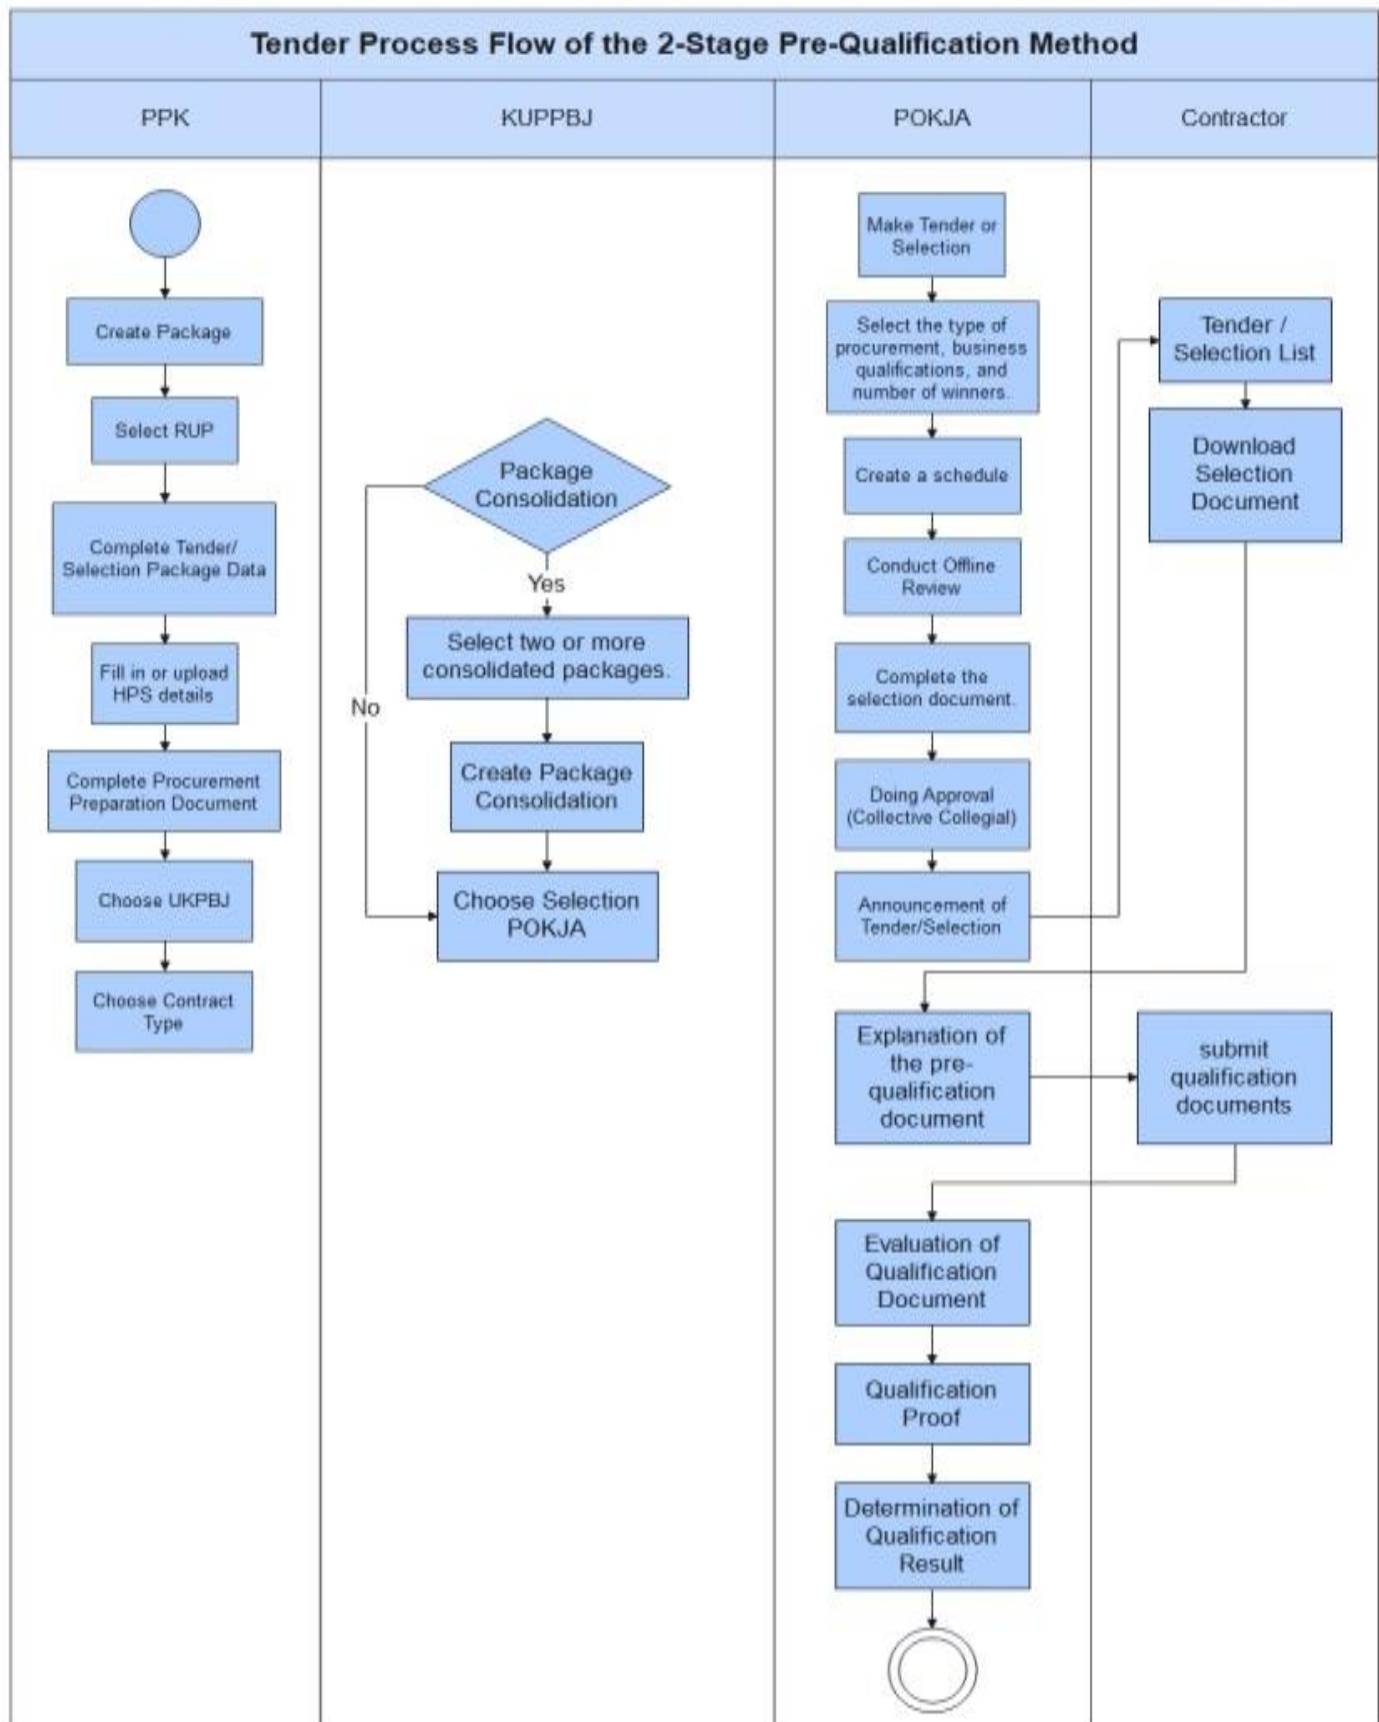 Tender Process Flow of the 2-Stage Pre-Qualification Method
PPK
KUPPBJ
POKJA
Contractor
Create Package
Select RUP
Complete Tender/
Selection Package Data
Fill in or upload
HPS details
Complete Procurement
Preparation Document
Choose UKPBJ
Choose Contract
Type
Package
Consolidation
Yes
No
Select two or more
consolidated packages.
Create Package
Consolidation
Choose Selection
POKJA
Make Tender or
Selection
Select the type of
procurement, business
qualifications, and
number of winners.
Create a schedule
Conduct Offline
Review
Complete the
selection document.
Doing Approval
(Collective Collegial)
Announcement of
Tender/Selection
Tender /
Selection List
Download
Selection
Document
Explanation of
the pre-
qualification
document
submit
qualification
documents
Evaluation of
Qualification
Document
Qualification
Proof
Determination of
Qualification
Result